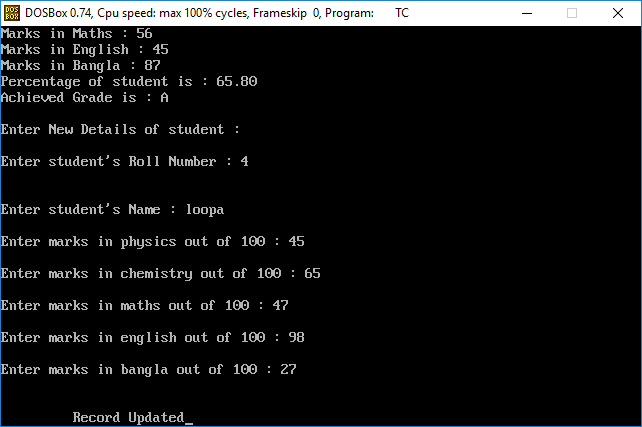 DOSBox 0.74, Cpu speed: max 100% cycles, Frameskip 0, Program: TC
Marks in Maths : 56
Marks in English : 45
Marks in Bangla : 87
Percentage of student is : 65.80
Achieved Grade is : A
Enter New Details of student :
Enter student's Roll Number : 4
Enter student's Name : loopa
Enter marks in physics out of 100 : 45
Enter marks in chemistry out of 100 : 65
Enter marks in maths out of 100 : 47
Enter marks in english out of 100 : 98
Enter marks in bangla out of 100 : 27
Record Updated_